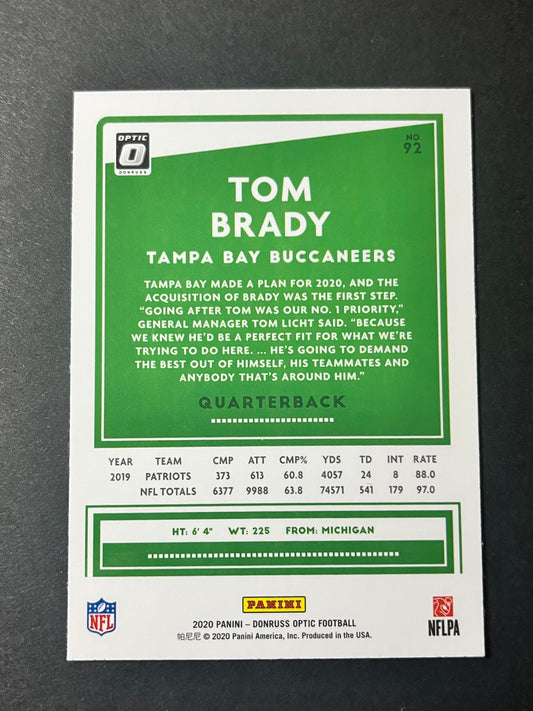 OPTIC
O
DONRUSS
NO.
92
TOM
BRADY
TAMPA BAY BUCCANEERS
TAMPA BAY MADE A PLAN FOR 2020, AND THE
ACQUISITION OF BRADY WAS THE FIRST STEP.
“GOING AFTER TOM WAS OUR NO. 1 PRIORITY,”
GENERAL MANAGER TOM LICHT SAID. “BECAUSE
WE KNEW HE’D BE A PERFECT FIT FOR WHAT WE’RE
TRYING TO DO HERE. ... HE’S GOING TO DEMAND
THE BEST OUT OF HIMSELF, HIS TEAMMATES AND
ANYBODY THAT’S AROUND HIM.”
QUARTERBACK
YEAR TEAM CMP ATT CMP% YDS TD INT RATE
2019 PATRIOTS 373 613 60.8 4057 24 8 88.0
NFL TOTALS 6377 9988 63.8 74571 541 179 97.0
HT: 6' 4" WT: 225 FROM: MICHIGAN
NFL
PANINI
NFLPA
2020 PANINI – DONRUSS OPTIC FOOTBALL
帕尼尼 © 2020 Panini America, Inc. Produced in the USA.